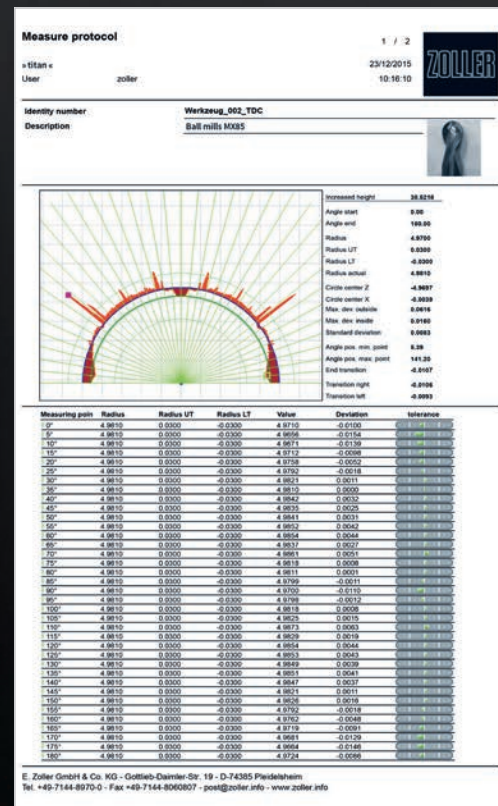 Measure protocol
1 / 2
» titan «
23/12/2015
User zoller
10:16:10
ZOLLER
Identity number Werkzeug_002_TDC
Description Ball mills MX85
Increased height
Angle start 0.00
Angle end 180.00
Radius 4.9700
Radius UT 0.0300
Radius LT -0.0300
Radius actual 4.9810
Circle center Z
Circle center X
Max. dev. outside 0.0616
Max. dev. inside 0.0160
Standard deviation
Angle pos. min. point
Angle pos. max. point 141.20
End transition -0.0107
Transition right
Transition left
Measuring poin Radius Radius UT Radius LT Value Deviation tolerance
0° 4.9810 0.0300 -0.0300 4.9710 -0.0100
5° 4.9810 0.0300 -0.0300 4.9656 -0.0154
10° 4.9810 0.0300 -0.0300 4.9671 -0.0139
15° 4.9810 0.0300 -0.0300 4.9712 -0.0098
20° 4.9810 0.0300 -0.0300 4.9758 -0.0052
25° 4.9810 0.0300 -0.0300 4.9792 -0.0018
30° 4.9810 0.0300 -0.0300 4.9821 0.0011
35° 4.9810 0.0300 -0.0300 4.9810 0.0000
40° 4.9810 0.0300 -0.0300 4.9842 0.0032
45° 4.9810 0.0300 -0.0300 4.9835 0.0025
50° 4.9810 0.0300 -0.0300 4.9841 0.0031
55° 4.9810 0.0300 -0.0300 4.9852 0.0042
60° 4.9810 0.0300 -0.0300 4.9854 0.0044
65° 4.9810 0.0300 -0.0300 4.9837 0.0027
70° 4.9810 0.0300 -0.0300 4.9861 0.0051
75° 4.9810 0.0300 -0.0300 4.9818 0.0008
80° 4.9810 0.0300 -0.0300 4.9811 0.0001
85° 4.9810 0.0300 -0.0300 4.9799 -0.0011
90° 4.9810 0.0300 -0.0300 4.9700 -0.0110
95° 4.9810 0.0300 -0.0300 4.9798 -0.0012
100° 4.9810 0.0300 -0.0300 4.9818 0.0008
105° 4.9810 0.0300 -0.0300 4.9825 0.0015
110° 4.9810 0.0300 -0.0300 4.9873 0.0063
115° 4.9810 0.0300 -0.0300 4.9829 0.0019
120° 4.9810 0.0300 -0.0300 4.9854 0.0044
125° 4.9810 0.0300 -0.0300 4.9853 0.0043
130° 4.9810 0.0300 -0.0300 4.9849 0.0039
135° 4.9810 0.0300 -0.0300 4.9851 0.0041
140° 4.9810 0.0300 -0.0300 4.9847 0.0037
145° 4.9810 0.0300 -0.0300 4.9821 0.0011
150° 4.9810 0.0300 -0.0300 4.9826 0.0016
155° 4.9810 0.0300 -0.0300 4.9792 -0.0018
160° 4.9810 0.0300 -0.0300 4.9762 -0.0048
165° 4.9810 0.0300 -0.0300 4.9719 -0.0091
170° 4.9810 0.0300 -0.0300 4.9681 -0.0129
175° 4.9810 0.0300 -0.0300 4.9664 -0.0146
180° 4.9810 0.0300 -0.0300 4.9724 -0.0086
E. Zoller GmbH & Co. KG - Gottlieb-Daimler-Str. 19 - D-74385 Pleidelsheim
Tel. +49-7144-8970-0 - Fax +49-7144-8060807 - post@zoller.info - www.zoller.info